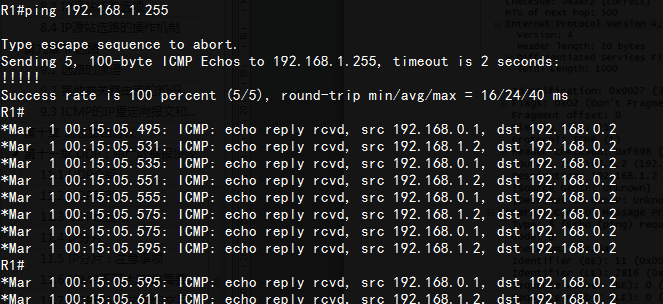 R1#ping 192.168.1.255
Type escape sequence to abort.
Sending 5, 100-byte ICMP Echos to 192.168.1.255, timeout is 2 seconds:
!!!!!
Success rate is 100 percent (5/5), round-trip min/avg/max = 16/24/40 ms
R1#
*Mar  1 00:15:05.495: ICMP: echo reply rcvd, src 192.168.0.1, dst 192.168.0.2
*Mar  1 00:15:05.531: ICMP: echo reply rcvd, src 192.168.1.2, dst 192.168.0.2
*Mar  1 00:15:05.535: ICMP: echo reply rcvd, src 192.168.0.1, dst 192.168.0.2
*Mar  1 00:15:05.551: ICMP: echo reply rcvd, src 192.168.1.2, dst 192.168.0.2
*Mar  1 00:15:05.555: ICMP: echo reply rcvd, src 192.168.0.1, dst 192.168.0.2
*Mar  1 00:15:05.575: ICMP: echo reply rcvd, src 192.168.1.2, dst 192.168.0.2
*Mar  1 00:15:05.575: ICMP: echo reply rcvd, src 192.168.0.1, dst 192.168.0.2
*Mar  1 00:15:05.595: ICMP: echo reply rcvd, src 192.168.1.2, dst 192.168.0.2
R1#
*Mar  1 00:15:05.595: ICMP: echo reply rcvd, src 192.168.0.1, dst 192.168.0.2
*Mar  1 00:15:05.611: ICMP: echo reply rcvd, src 192.168.1.2, dst 192.168.0.2